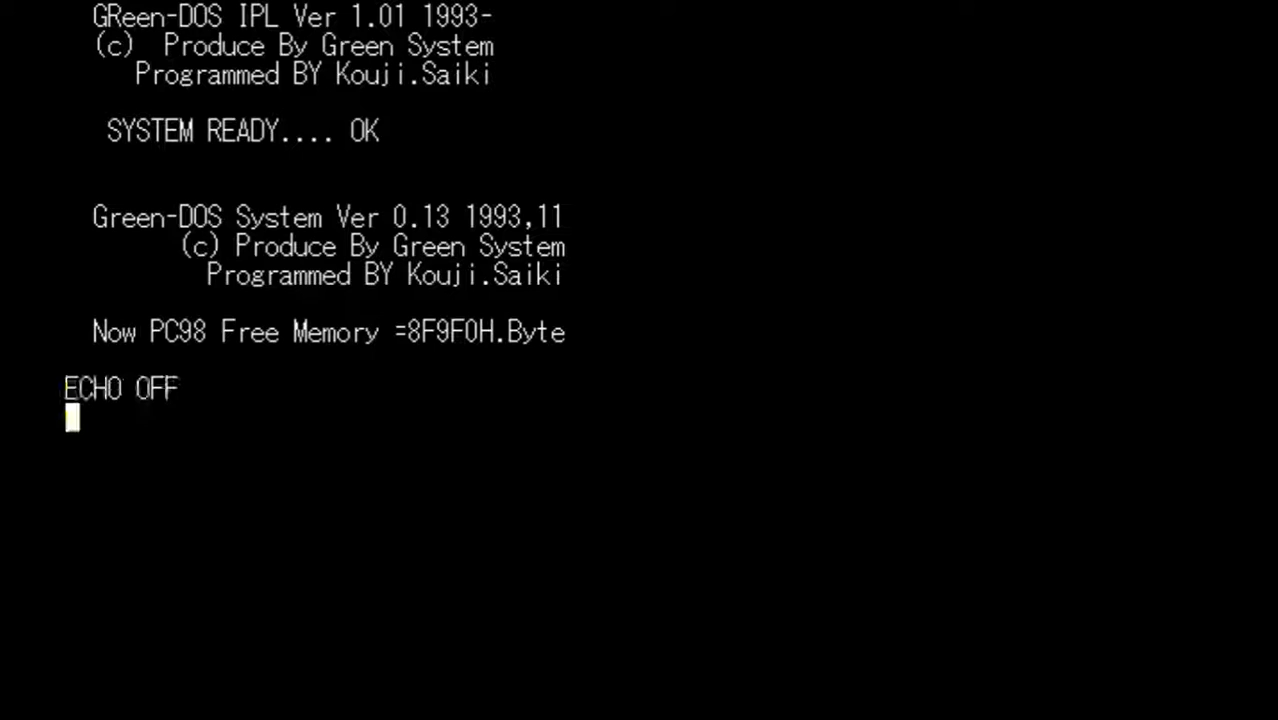 GReen-DOS IPL Ver 1.01 1993-
(c)  Produce By Green System
Programmed BY Kouji.Saiki
SYSTEM READY.... OK
Green-DOS System Ver 0.13 1993,11
(c) Produce By Green System
Programmed BY Kouji.Saiki
Now PC98 Free Memory =8F9F0H.Byte
ECHO OFF